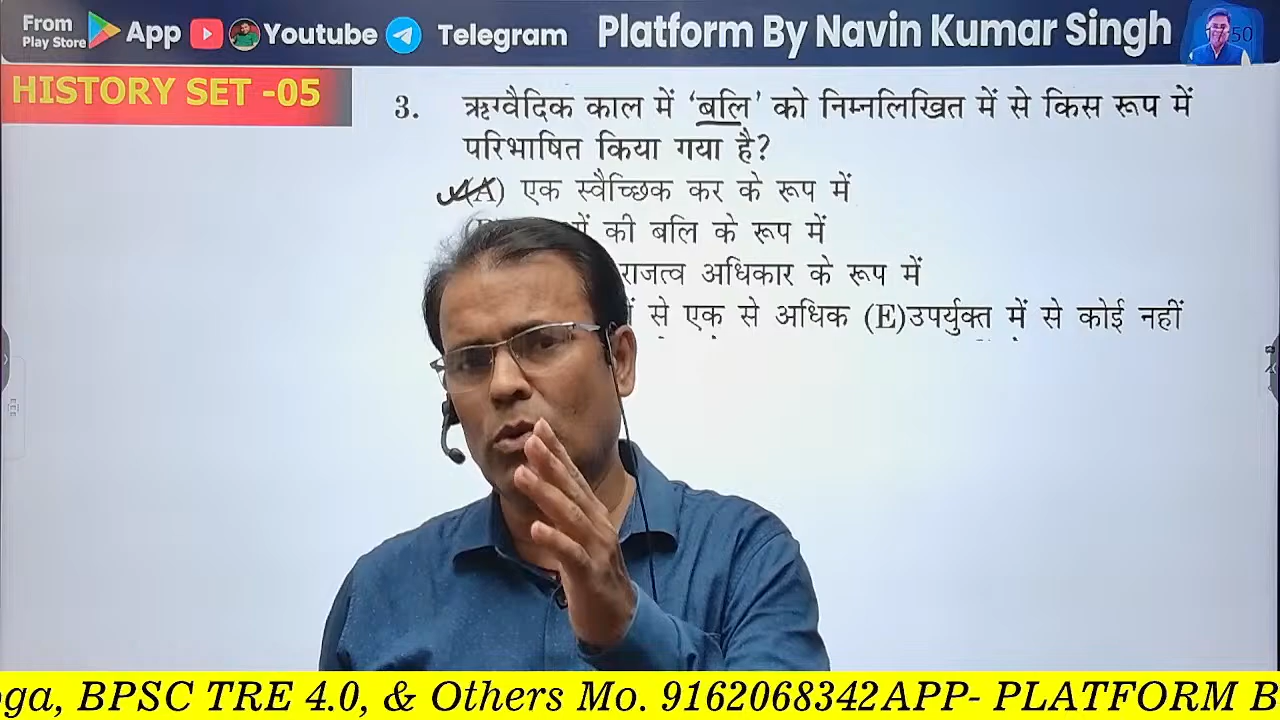 From
Play Store App Youtube Telegram Platform By Navin Kumar Singh
HISTORY SET -05
3. ऋग्वैदिक काल में ‘बलि’ को निम्नलिखित में से किस रूप में
परिभाषित किया गया है?
(A) एक स्वैच्छिक कर के रूप में
की बलि के रूप में
राजत्व अधिकार के रूप में
से एक से अधिक (E)उपर्युक्त में से कोई नहीं
oga, BPSC TRE 4.0, & Others Mo. 9162068342APP- PLATFORM B